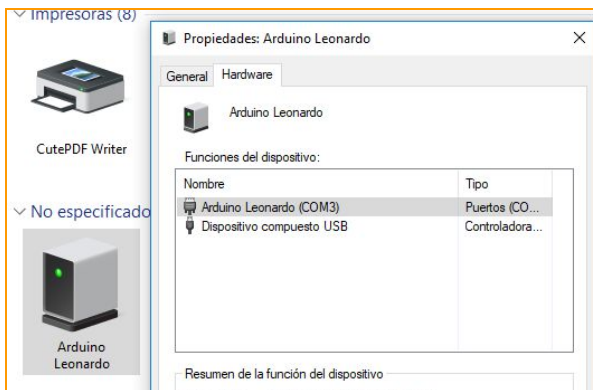 Impresoras (8)
CutePDF Writer
No especificado
Arduino
Leonardo
Propiedades: Arduino Leonardo
General Hardware
Arduino Leonardo
Funciones del dispositivo:
Nombre Tipo
Arduino Leonardo (COM3) Puertos (CO...
Dispositivo compuesto USB Controladora...
Resumen de la función del dispositivo